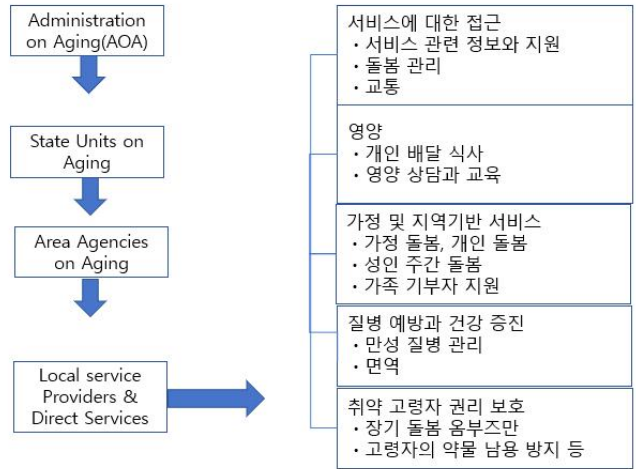 Administration
on Aging(AOA)
State Units on
Aging
Area Agencies
on Aging
Local service
Providers &
Direct Services
서비스에 대한 접근
・서비스 관련 정보와 지원
・돌봄 관리
・교통
영양
・개인 배달 식사
・영양 상담과 교육
가정 및 지역기반 서비스
・가정 돌봄, 개인 돌봄
・성인 주간 돌봄
・가족 기부자 지원
질병 예방과 건강 증진
・만성 질병 관리
・면역
취약 고령자 권리 보호
・장기 돌봄 옴부즈만
・고령자의 약물 남용 방지 등